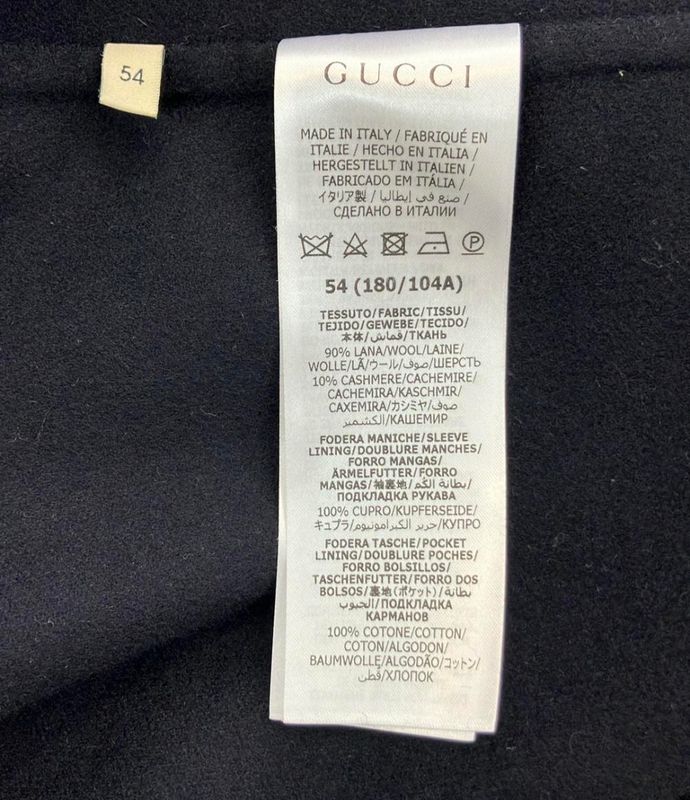 54
GUCCI
MADE IN ITALY / FABRIQUÉ EN
ITALIE / HECHO EN ITALIA /
HERGESTELLT IN ITALIEN /
FABRICADO EM ITÁLIA /
イタリア製 / صنع في إيطاليا /
СДЕЛАНО В ИТАЛИИ
54 (180/104A)
TESSUTO/FABRIC/TISSU/
TEJIDO/GEWEBE/TECIDO/
本体/قماش/ТКАНЬ
90% LANA/WOOL/LAINE/
WOLLE/LÃ/ウール/صوف/ШЕРСТЬ
10% CASHMERE/CACHEMIRE/
CACHEMIRA/KASCHMIR/
CAXEMIRA/カシミヤ/صوف
الكشمير/КАШЕМИР
FODERA MANICHE/SLEEVE
LINING/DOUBLURE MANCHES/
FORRO MANGAS/
ÄRMELFUTTER/FORRO
MANGAS/袖裏地/بطانة الكم/
ПОДКЛАДКА РУКАВА
100% CUPRO/KUPFERSEIDE/
キュプラ/حرير الكبرامونيوم/КУПРО
FODERA TASCHE/POCKET
LINING/DOUBLURE POCHES/
FORRO BOLSILLOS/
TASCHENFUTTER/FORRO DOS
BOLSOS/裏地(ポケット)/بطانة
الجيوب/ПОДКЛАДКА
КАРМАНОВ
100% COTONE/COTTON/
COTON/ALGODON/
BAUMWOLLE/ALGODÃO/コットン/
قطن/ХЛОПОК